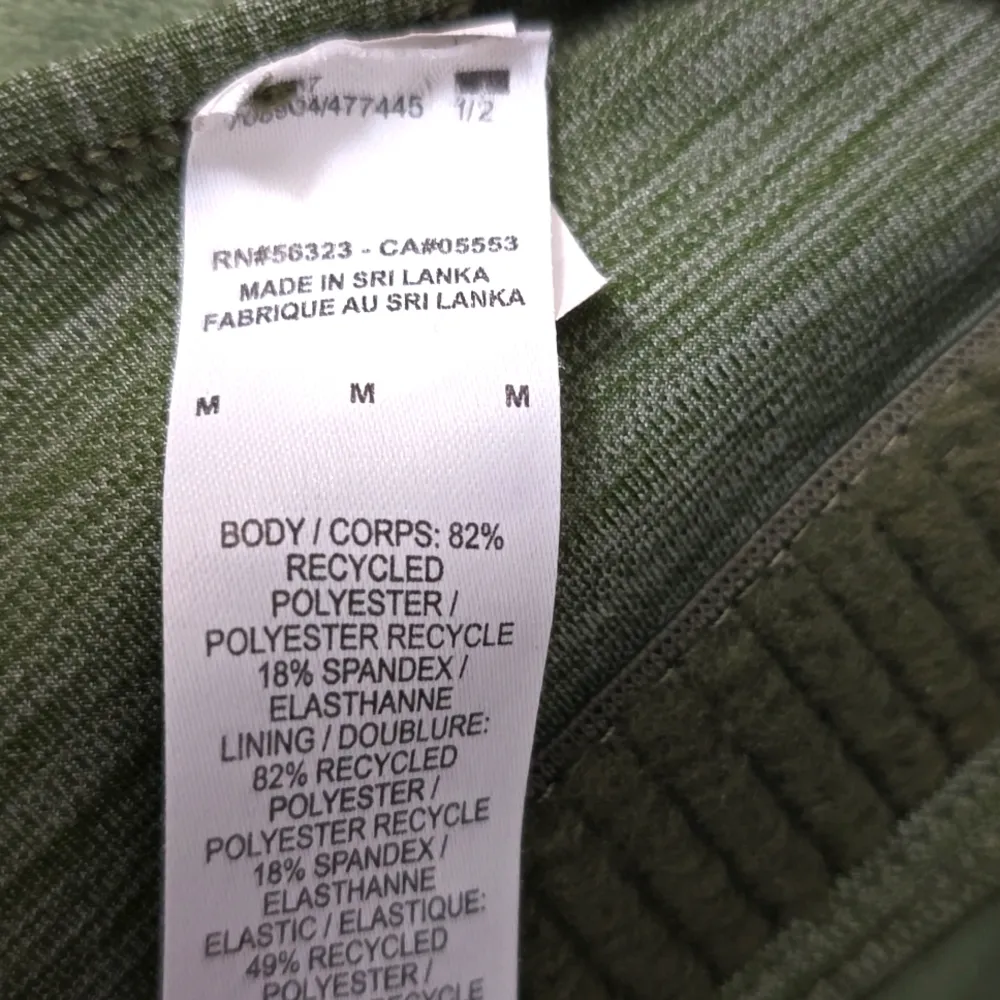 /477445 1/2
RN#56323 - CA#05553
MADE IN SRI LANKA
FABRIQUE AU SRI LANKA
M M M
BODY / CORPS: 82%
RECYCLED
POLYESTER /
POLYESTER RECYCLE
18% SPANDEX /
ELASTHANNE
LINING / DOUBLURE:
82% RECYCLED
POLYESTER /
POLYESTER RECYCLE
18% SPANDEX /
ELASTHANNE
ELASTIC / ELASTIQUE:
49% RECYCLED
POLYESTER /
POLYESTER RECYCLE